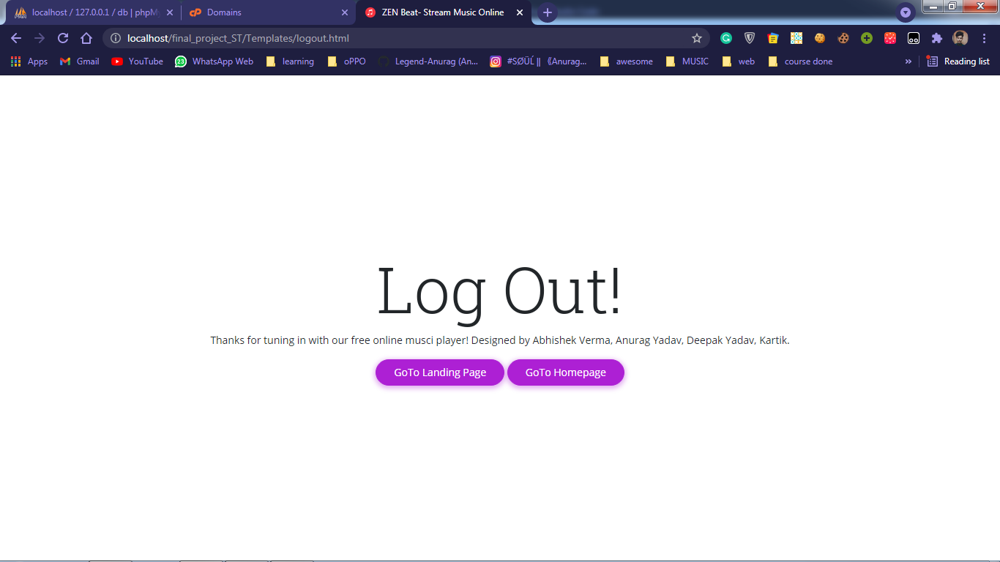 localhost / 127.0.0.1 / db | phpMy
Domains
ZEN Beat- Stream Music Online
localhost/final_project_ST/Templates/logout.html
Apps
Gmail
YouTube
23
WhatsApp Web
learning
oPPO
Legend-Anurag (An...
#SØÜĹ || 《Anurag...
awesome
MUSIC
web
course done
»
Reading list
Log Out!
Thanks for tuning in with our free online musci player! Designed by Abhishek Verma, Anurag Yadav, Deepak Yadav, Kartik.
GoTo Landing Page
GoTo Homepage